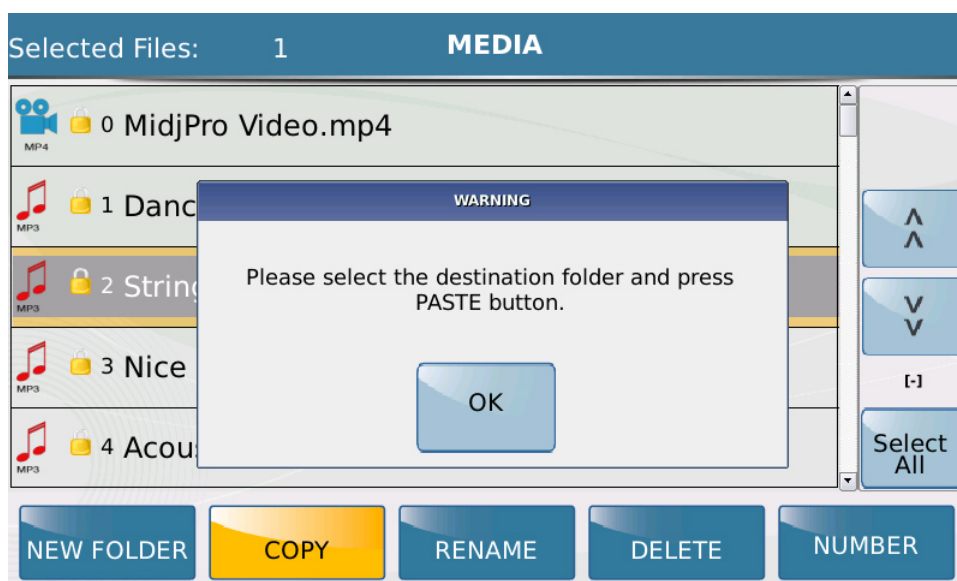 Selected Files: 1 MEDIA
MP4 0 MidjPro Video.mp4
MP3 1 Danc
WARNING
Please select the destination folder and press
PASTE button.
OK
MP3 2 String
MP3 3 Nice
MP3 4 Acou
[-]
Select
All
NEW FOLDER COPY RENAME DELETE NUMBER